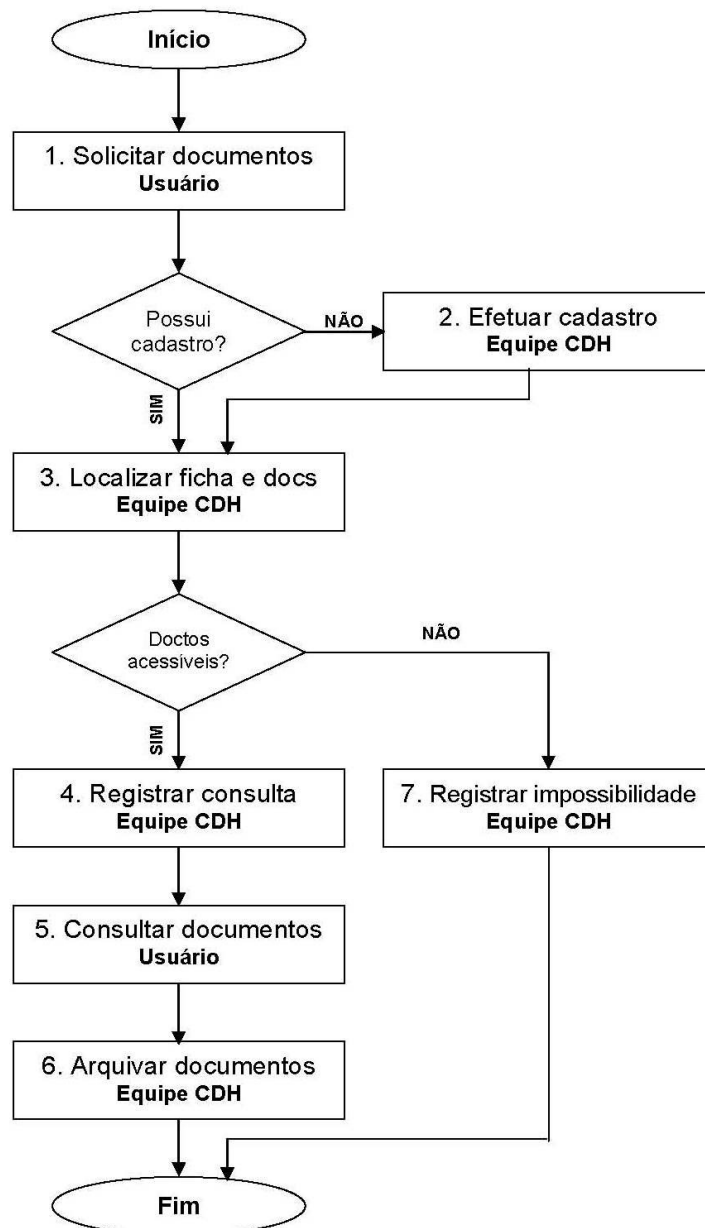 Início
1. Solicitar documentos
Usuário
Possui
cadastro?
NÃO
2. Efetuar cadastro
Equipe CDH
SIM
3. Localizar ficha e docs
Equipe CDH
Doctos
acessíveis?
NÃO
SIM
4. Registrar consulta
Equipe CDH
7. Registrar impossibilidade
Equipe CDH
5. Consultar documentos
Usuário
6. Arquivar documentos
Equipe CDH
Fim